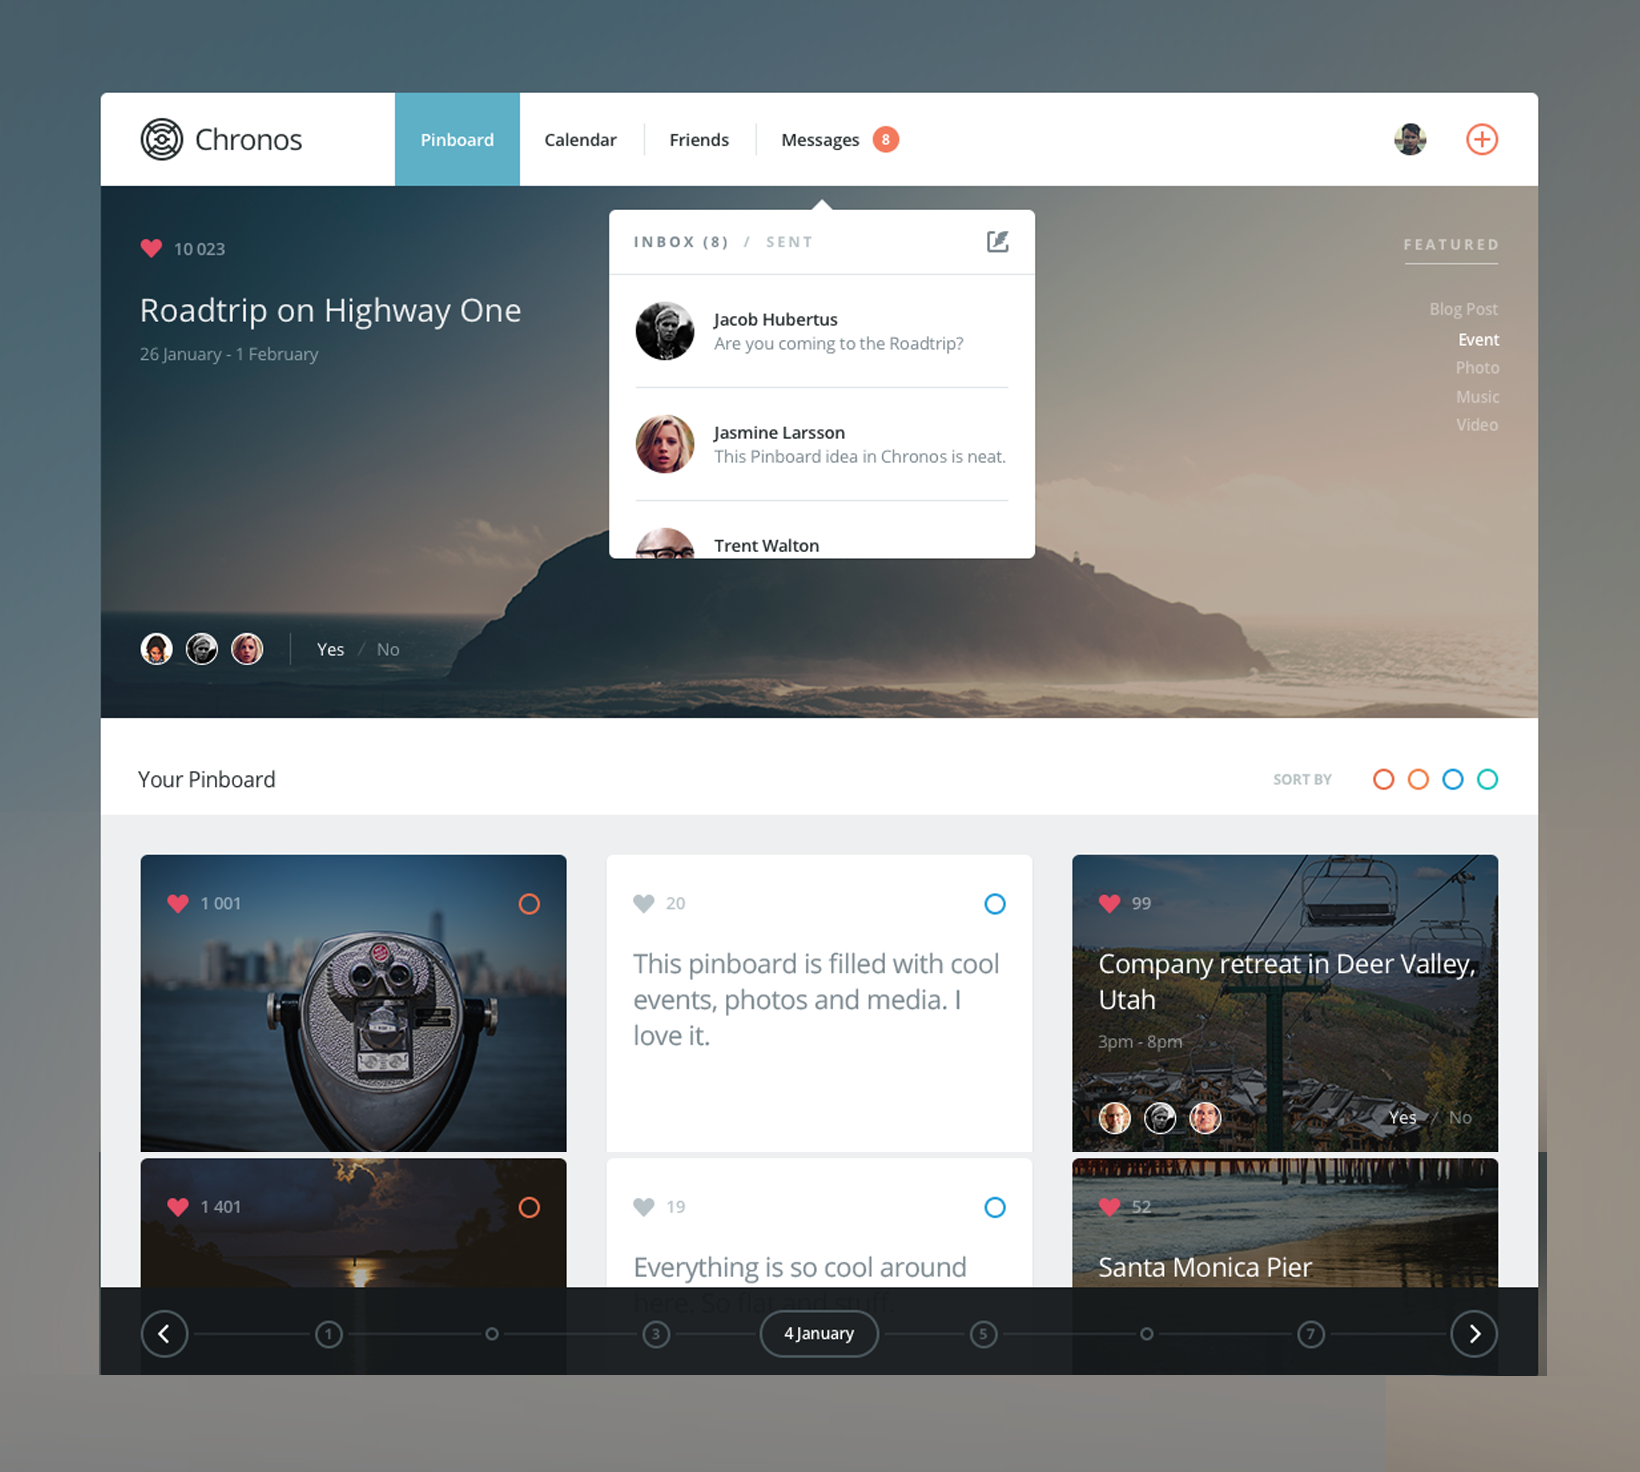 Chronos
Pinboard
Calendar
Friends
Messages
8
10 023
Roadtrip on Highway One
26 January - 1 February
INBOX (8) / SENT
Jacob Hubertus
Are you coming to the Roadtrip?
Jasmine Larsson
This Pinboard idea in Chronos is neat.
Trent Walton
FEATURED
Blog Post
Event
Photo
Music
Video
Yes / No
Your Pinboard
SORT BY
1 001
20
This pinboard is filled with cool
events, photos and media. I
love it.
99
Company retreat in Deer Valley,
Utah
3pm - 8pm
Yes / No
1 401
19
Everything is so cool around
here. So flat and stuff.
52
Santa Monica Pier
1
3
4 January
5
7